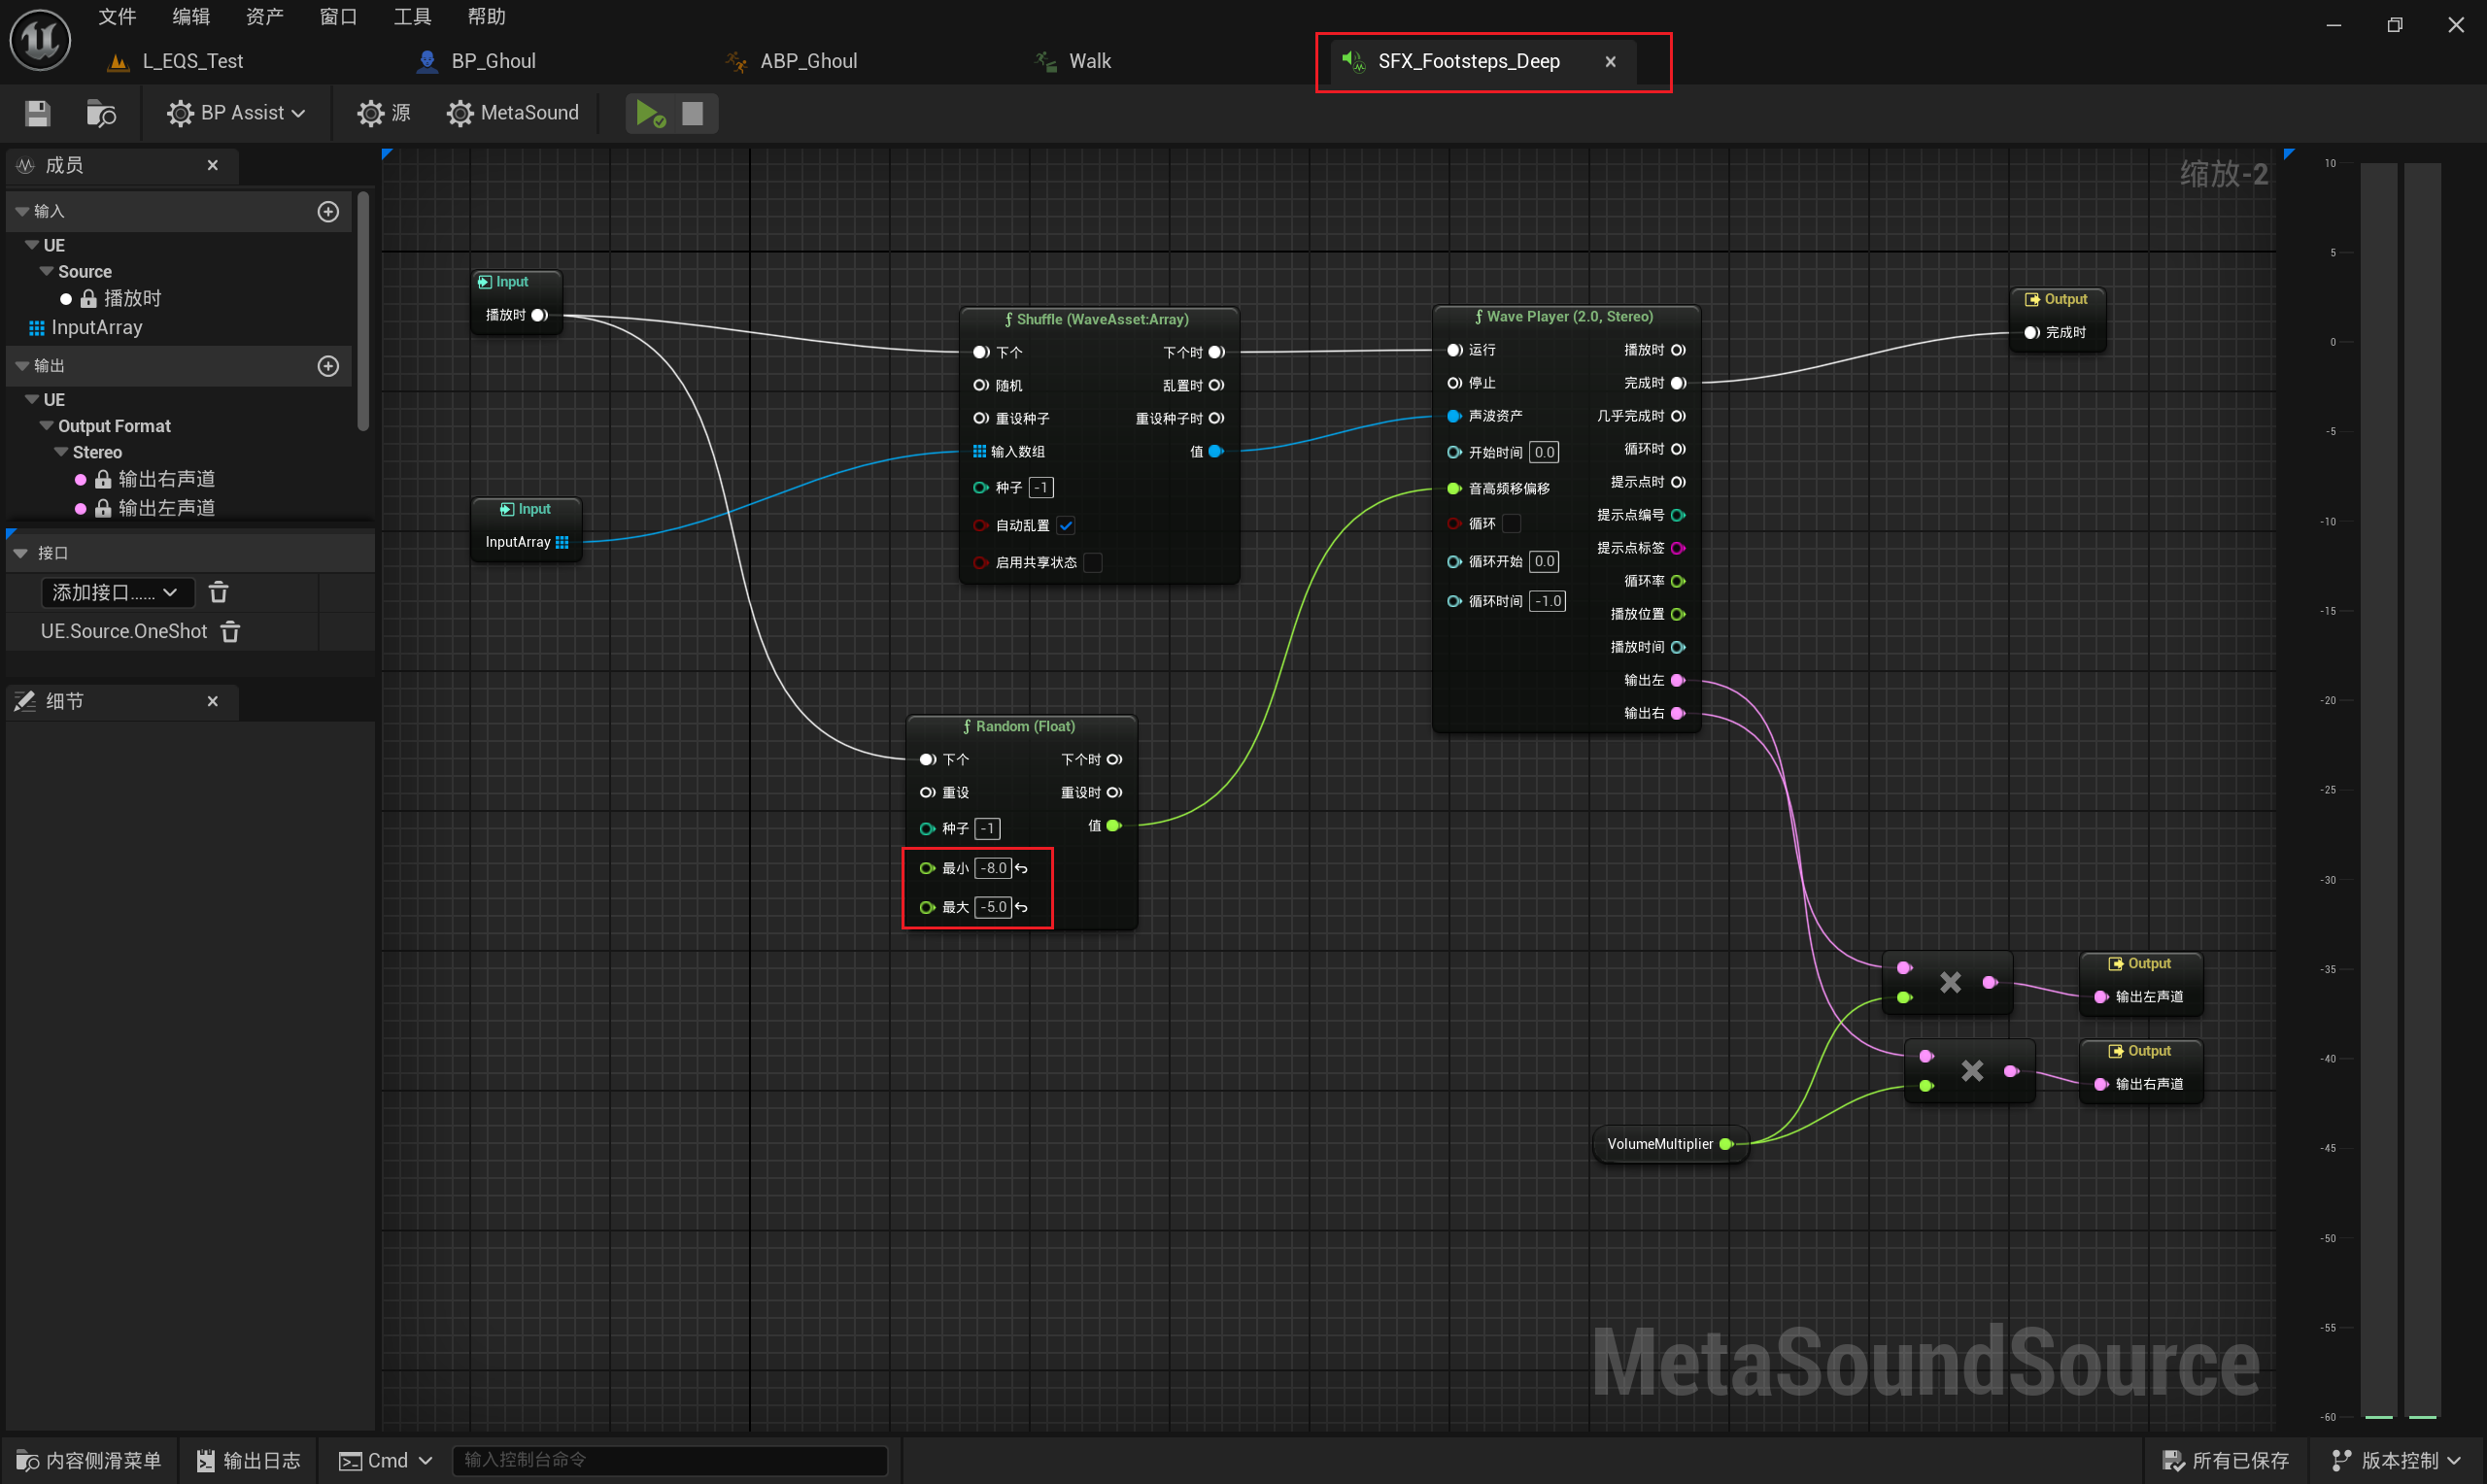 文件 编辑 资产 窗口 工具 帮助
L_EQS_Test BP_Ghoul ABP_Ghoul Walk SFX_Footsteps_Deep
BP Assist 源 MetaSound
成员
输入
UE
Source
播放时
InputArray
输出
UE
Output Format
Stereo
输出右声道
输出左声道
接口
添加接口......
UE.Source.OneShot
细节
缩放-2
Input
播放时
Input
InputArray
Shuffle (WaveAsset:Array)
下个 下个时
随机 乱置时
重设种子 重设种子时
输入数组 值
种子 -1
自动乱置
启用共享状态
Random (Float)
下个 下个时
重设 重设时
种子 -1 值
最小 -8.0
最大 -5.0
Wave Player (2.0, Stereo)
运行 播放时
停止 完成时
声波资产 几乎完成时
开始时间 0.0 循环时
提示点时
音高频移偏移
提示点编号
循环
提示点标签
循环开始 0.0
循环率
循环时间 -1.0
播放位置
播放时间
输出左
输出右
Output
完成时
Output
输出左声道
Output
输出右声道
VolumeMultiplier
MetaSoundSource
10
5
0
-5
-10
-15
-20
-25
-30
-35
-40
-45
-50
-55
-60
内容侧滑菜单 输出日志 Cmd 输入控制台命令 所有已保存 版本控制